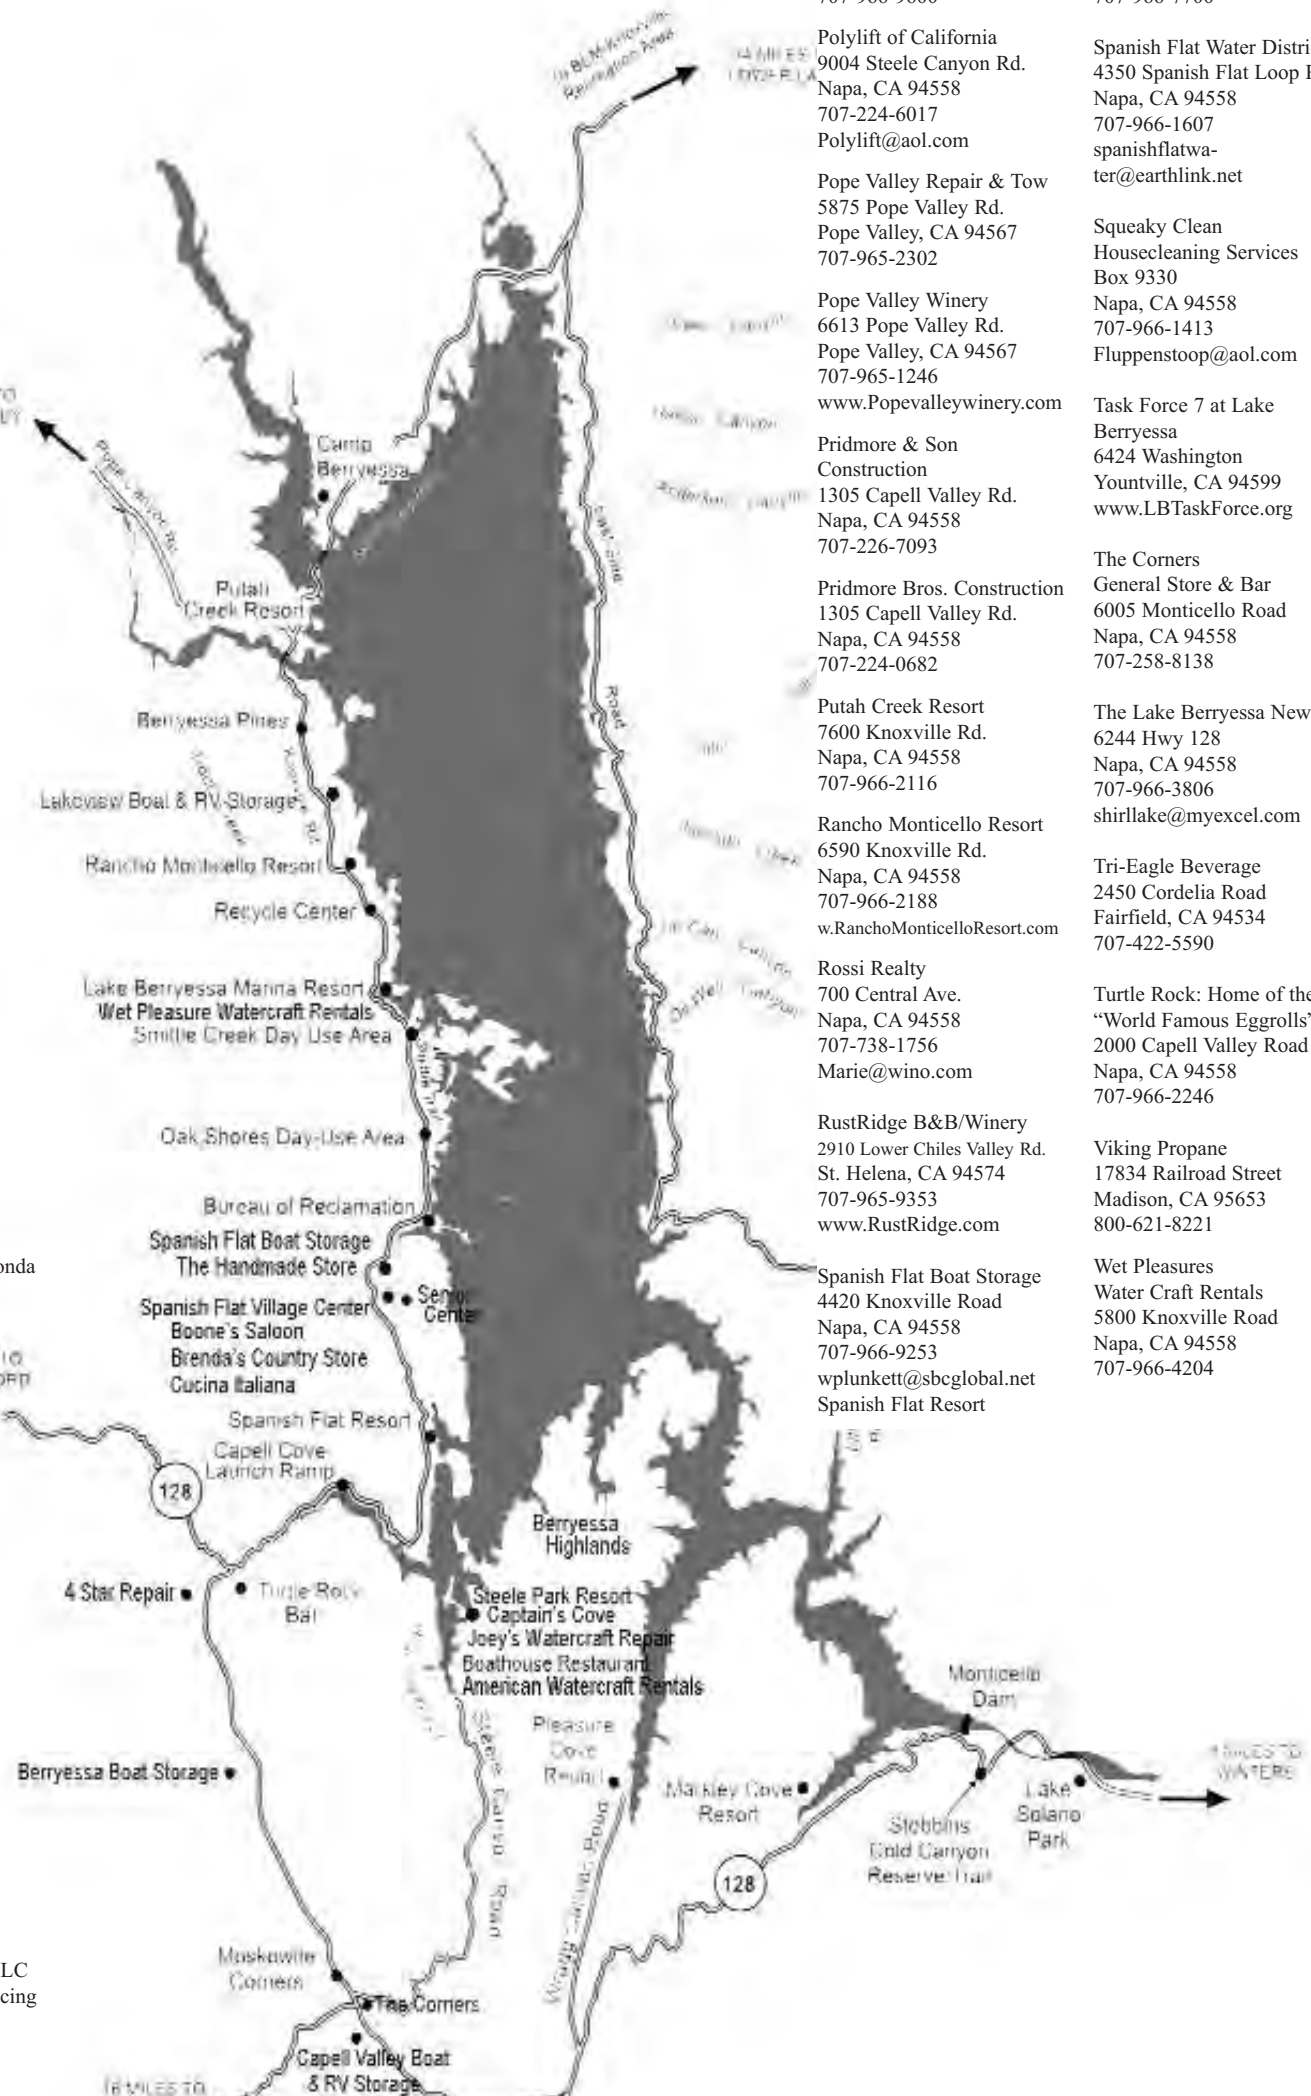 To BLM-Knoxville
Recreation Area
Camp
Berryessa
Pope Canyon Rd.
Putah
Creek Resort
East Side
Road
Berryessa Pines
Lakeview Boat & RV Storage
Rancho Monticello Resort
Recycle Center
Lake Berryessa Marina Resort
Wet Pleasure Watercraft Rentals
Smittle Creek Day Use Area
Oak Shores Day-Use Area
Bureau of Reclamation
Spanish Flat Boat Storage
The Handmade Store
Senior
Center
Spanish Flat Village Center
Boone's Saloon
Brenda's Country Store
Cucina Italiana
Spanish Flat Resort
Capell Cove
Launch Ramp
128
4 Star Repair
Turtle Rock
Bar
Berryessa
Highlands
Steele Park Resort
Captain's Cove
Joey's Watercraft Repair
Boathouse Restaurant
American Watercraft Rentals
Steele Canyon Road
Berryessa Boat Storage
Pleasure
Cove
Resort
Markley Cove
Resort
Monticello
Dam
Stebbins
Cold Canyon
Reserve Trail
Lake
Solano
Park
MILES TO
WINTERS
128
Moskowite
Corners
The Corners
Capell Valley Boat
& RV Storage
MILES TO
onda
LC
cing
Polylift of California
9004 Steele Canyon Rd.
Napa, CA 94558
707-224-6017
Polylift@aol.com
Pope Valley Repair & Tow
5875 Pope Valley Rd.
Pope Valley, CA 94567
707-965-2302
Pope Valley Winery
6613 Pope Valley Rd.
Pope Valley, CA 94567
707-965-1246
www.Popevalleywinery.com
Pridmore & Son
Construction
1305 Capell Valley Rd.
Napa, CA 94558
707-226-7093
Pridmore Bros. Construction
1305 Capell Valley Rd.
Napa, CA 94558
707-224-0682
Putah Creek Resort
7600 Knoxville Rd.
Napa, CA 94558
707-966-2116
Rancho Monticello Resort
6590 Knoxville Rd.
Napa, CA 94558
707-966-2188
w.RanchoMonticelloResort.com
Rossi Realty
700 Central Ave.
Napa, CA 94558
707-738-1756
Marie@wino.com
RustRidge B&B/Winery
2910 Lower Chiles Valley Rd.
St. Helena, CA 94574
707-965-9353
www.RustRidge.com
Spanish Flat Boat Storage
4420 Knoxville Road
Napa, CA 94558
707-966-9253
wplunkett@sbcglobal.net
Spanish Flat Resort
Spanish Flat Water Distri
4350 Spanish Flat Loop
Napa, CA 94558
707-966-1607
spanishflatwa-
ter@earthlink.net
Squeaky Clean
Housecleaning Services
Box 9330
Napa, CA 94558
707-966-1413
Fluppenstoop@aol.com
Task Force 7 at Lake
Berryessa
6424 Washington
Yountville, CA 94599
www.LBTaskForce.org
The Corners
General Store & Bar
6005 Monticello Road
Napa, CA 94558
707-258-8138
The Lake Berryessa New
6244 Hwy 128
Napa, CA 94558
707-966-3806
shirllake@myexcel.com
Tri-Eagle Beverage
2450 Cordelia Road
Fairfield, CA 94534
707-422-5590
Turtle Rock: Home of the
“World Famous Eggrolls”
2000 Capell Valley Road
Napa, CA 94558
707-966-2246
Viking Propane
17834 Railroad Street
Madison, CA 95653
800-621-8221
Wet Pleasures
Water Craft Rentals
5800 Knoxville Road
Napa, CA 94558
707-966-4204